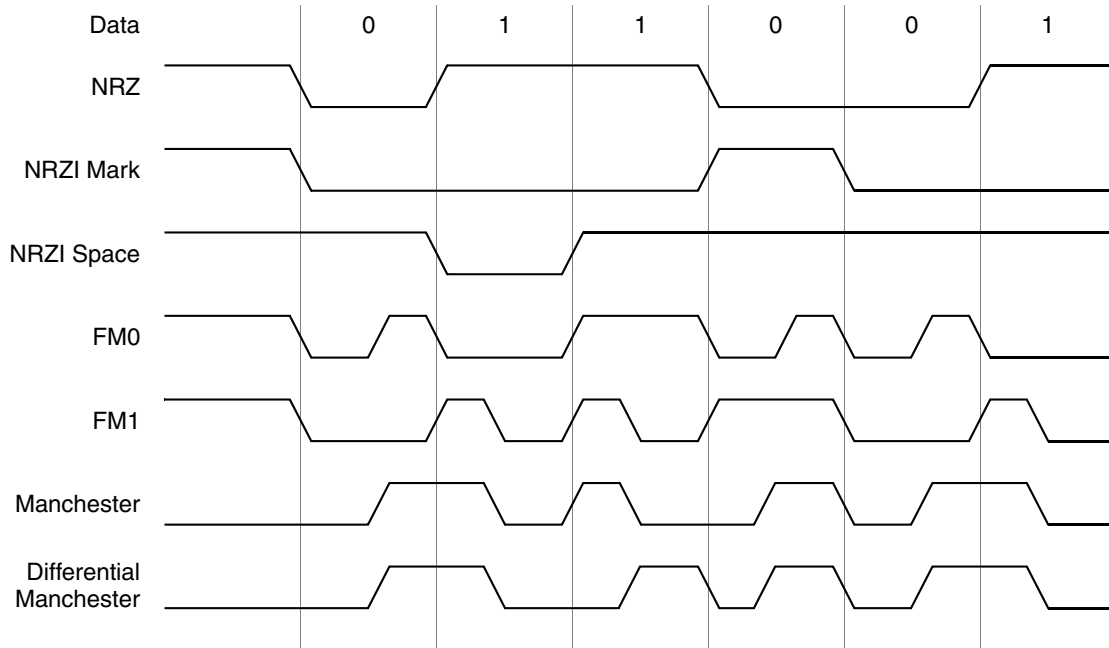 Data 0 1 1 0 0 1
NRZ
NRZI Mark
NRZI Space
FM0
FM1
Manchester
Differential
Manchester